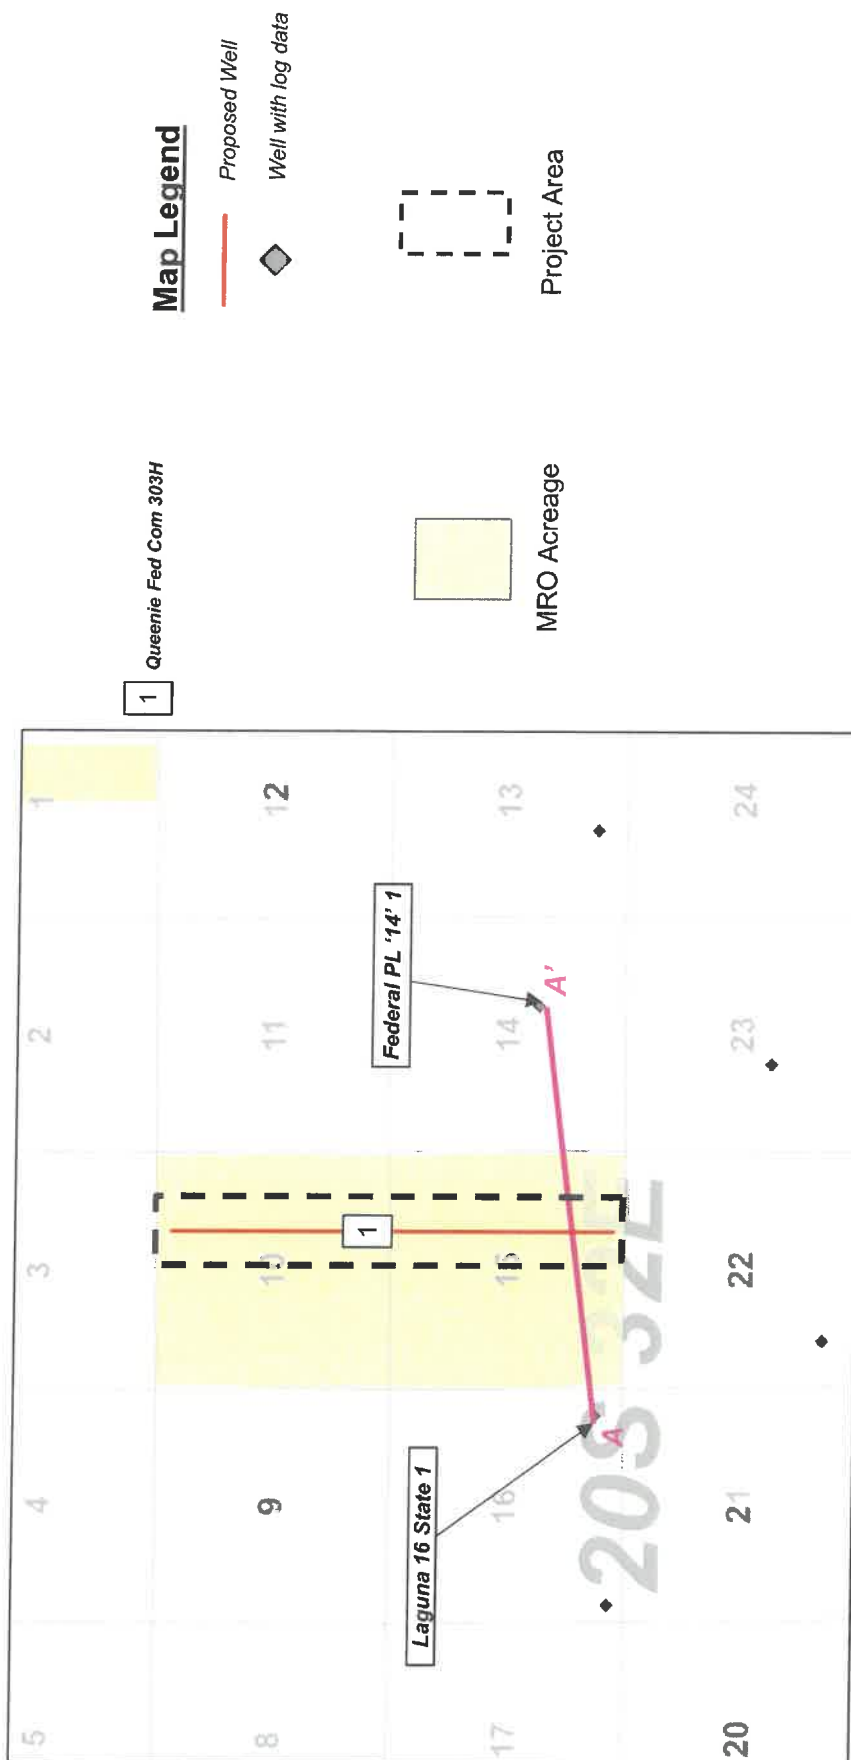 Map Legend
Proposed Well
Well with log data
Project Area
1 Queenie Fed Com 303H
MRO Acreage
5 4 3 2 1
8 9 10 11 12
17 16 15 14 13
20 21 22 23 24
1
Federal PL '14' 1
Laguna 16 State 1
A
A'
20S 32E